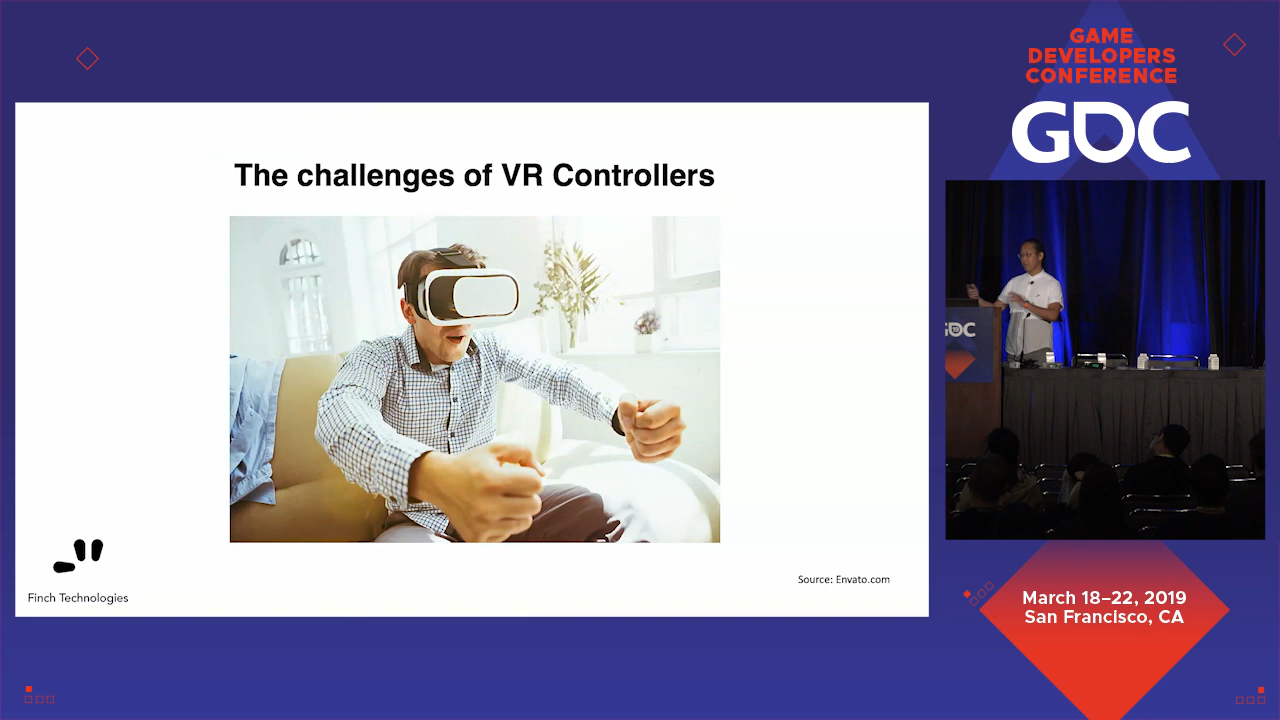 The challenges of VR Controllers
Finch Technologies
Source: Envato.com
GAME
DEVELOPERS
CONFERENCE
GDC
GDC
March 18–22, 2019
San Francisco, CA